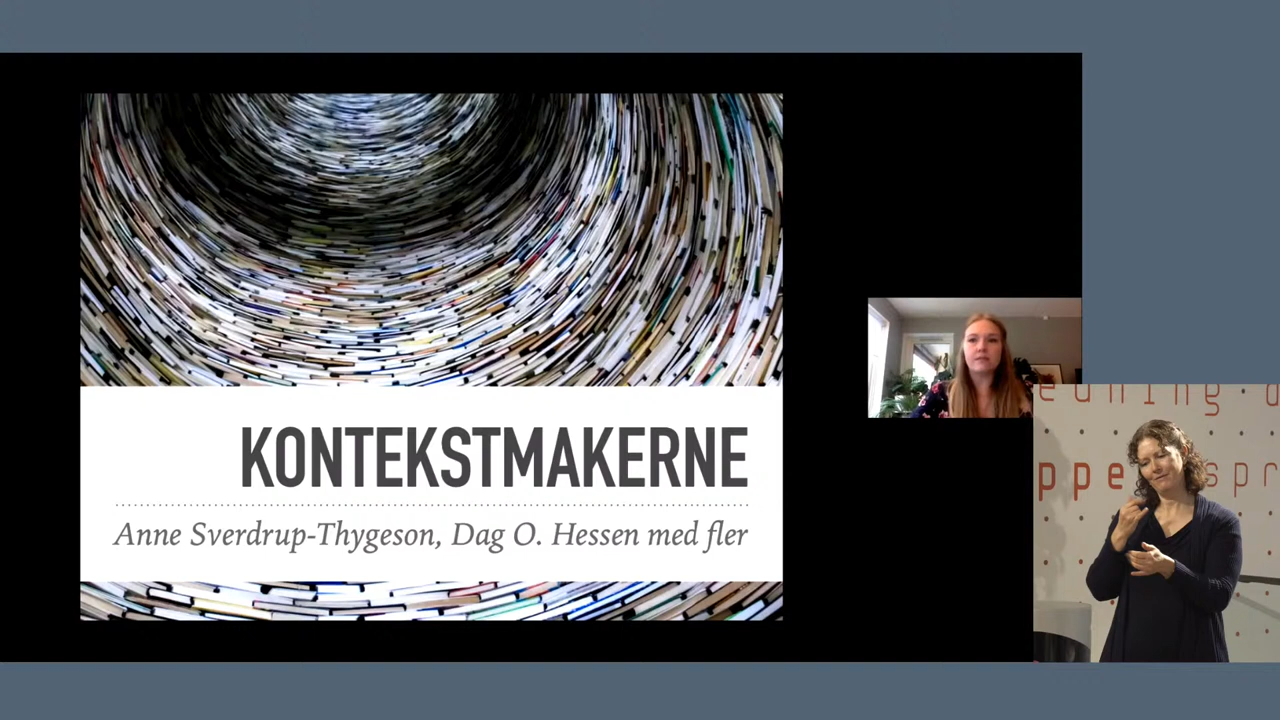 KONTEKSTMAKERNE
Anne Sverdrup-Thygeson, Dag O. Hessen med fler